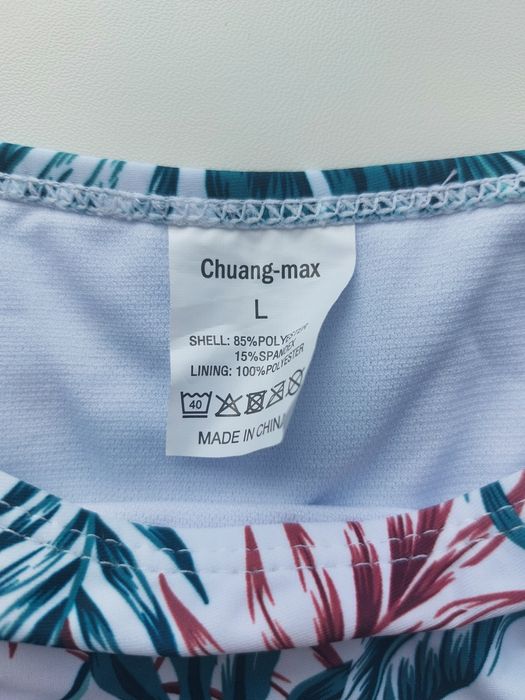 Chuang-max
L
SHELL: 85%POLYESTER
15%SPANDEX
LINING: 100%POLYESTER
40
MADE IN CHINA